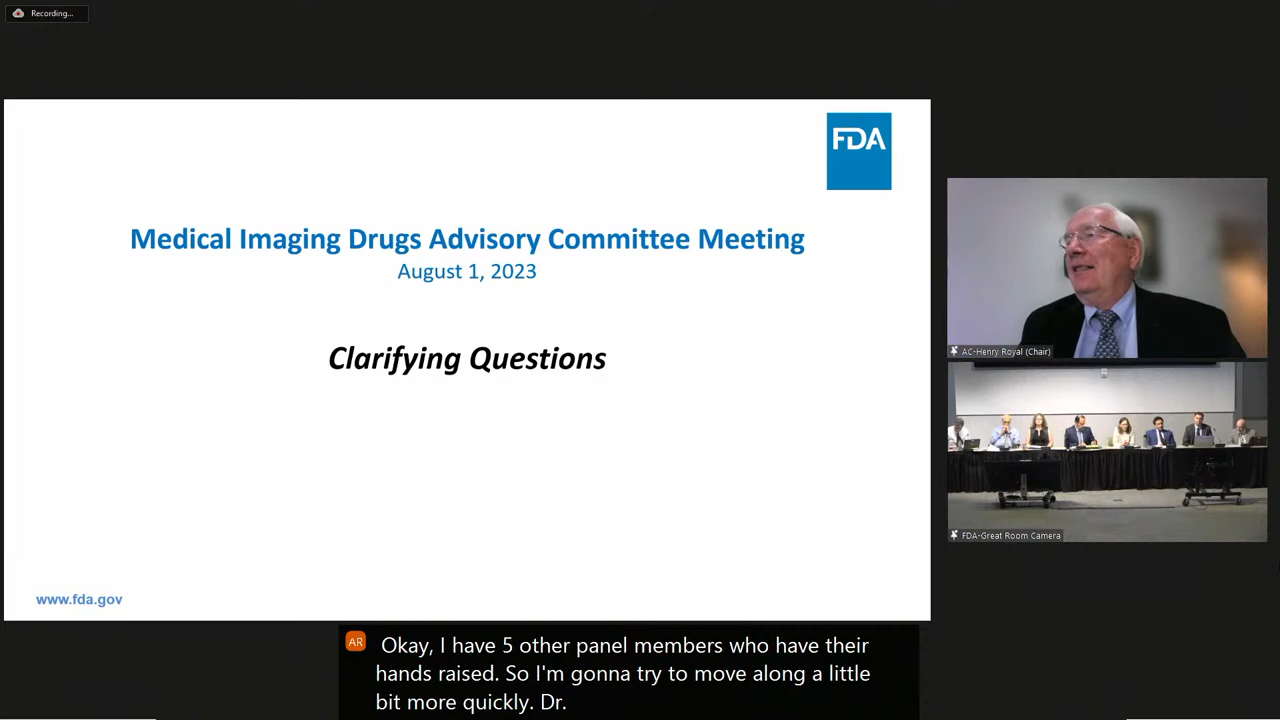 Recording...
FDA
Medical Imaging Drugs Advisory Committee Meeting
August 1, 2023
Clarifying Questions
www.fda.gov
AC-Henry Royal (Chair)
FDA-Great Room Camera
AR
Okay, I have 5 other panel members who have their
hands raised. So I'm gonna try to move along a little
bit more quickly. Dr.